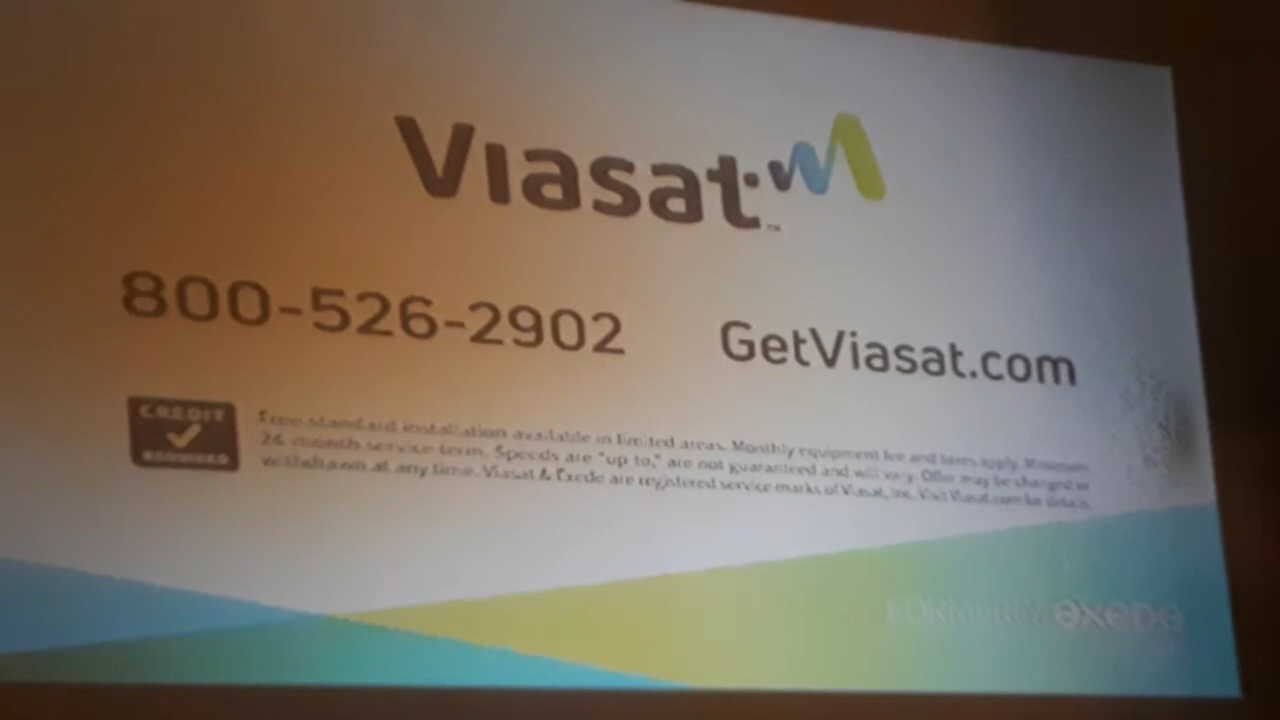 Viasat™
800-526-2902 GetViasat.com
CREDIT
REQUIRED
Free standard installation available in limited areas. Monthly equipment fee and taxes apply. Minimum
24 month service term. Speeds are "up to," are not guaranteed and will vary. Offer may be changed or
withdrawn at any time. Viasat & Exede are registered service marks of Viasat, Inc. Visit Viasat.com for details.
FORMERLY exede